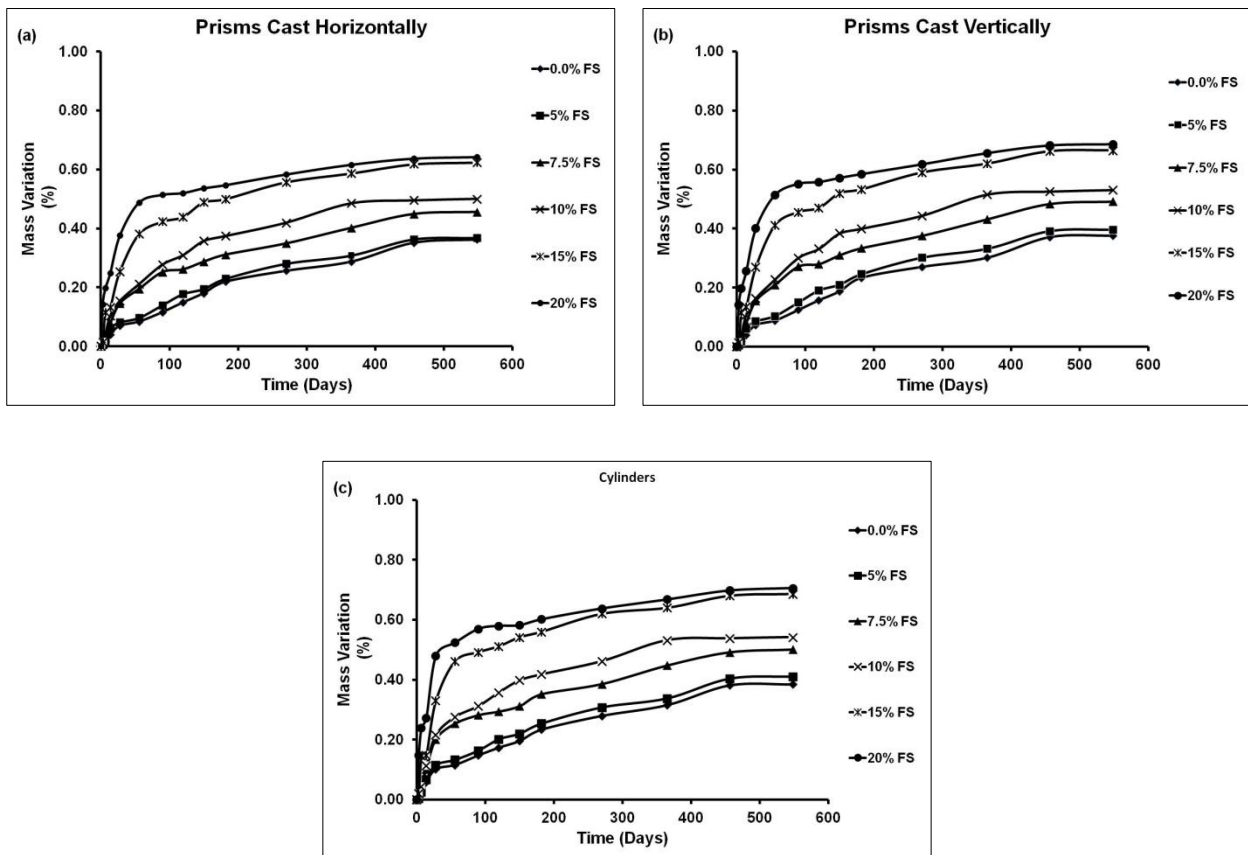 (a)
Prisms Cast Horizontally
1.00
0.80
0.60
0.40
0.20
0.00
Mass Variation
(%)
0 100 200 300 400 500 600
Time (Days)
0.0% FS
5% FS
7.5% FS
10% FS
15% FS
20% FS
(b)
Prisms Cast Vertically
1.00
0.80
0.60
0.40
0.20
0.00
Mass Variation
(%)
0 100 200 300 400 500 600
Time (Days)
0.0% FS
5% FS
7.5% FS
10% FS
15% FS
20% FS
(c)
Cylinders
1.00
0.80
0.60
0.40
0.20
0.00
Mass Variation
(%)
0 100 200 300 400 500 600
Time (Days)
0.0% FS
5% FS
7.5% FS
10% FS
15% FS
20% FS